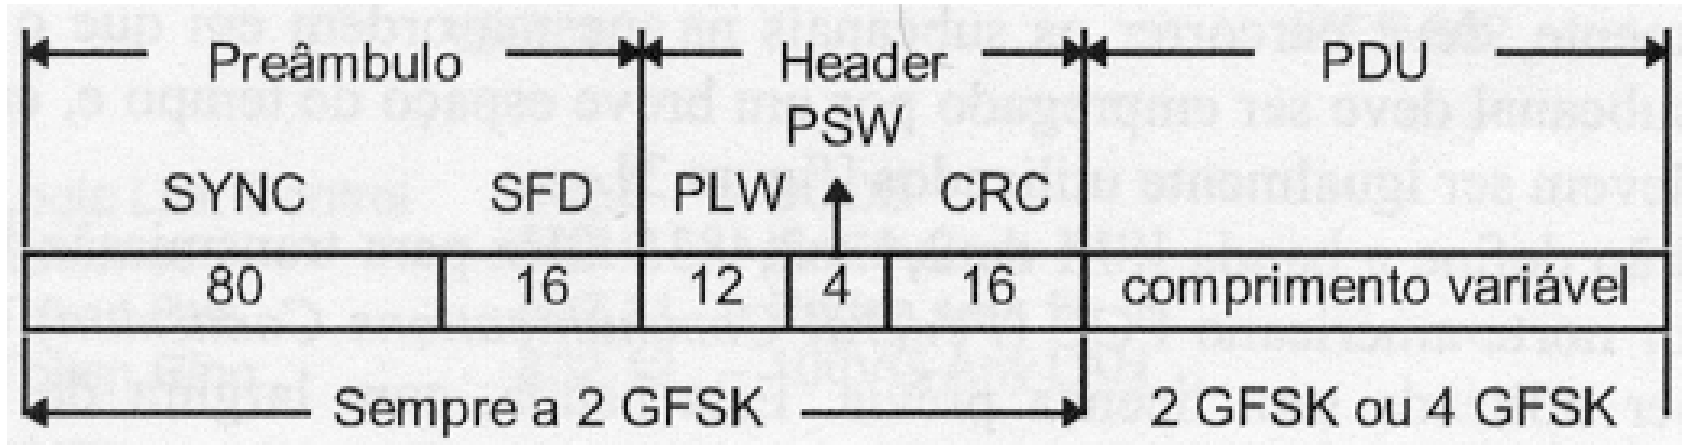 Preâmbulo Header PDU
PSW
SYNC SFD PLW CRC
80 16 12 4 16 comprimento variável
Sempre a 2 GFSK 2 GFSK ou 4 GFSK